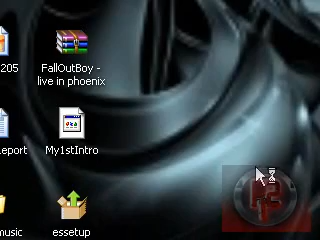 205
FallOutBoy -
live in phoenix
eport
My1stIntro
music
essetup